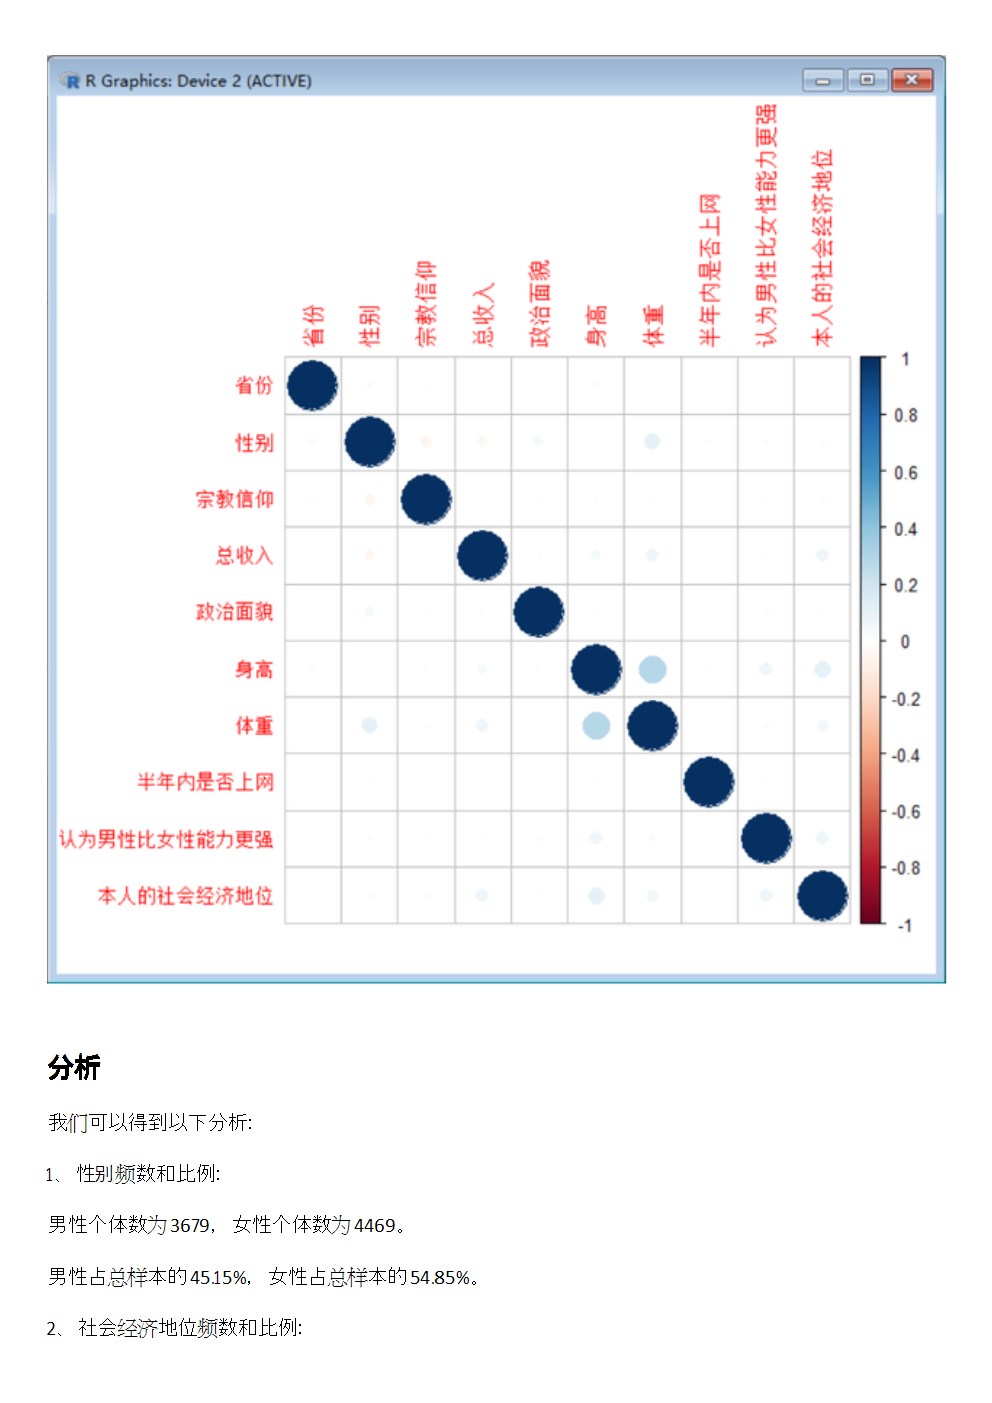 R Graphics: Device 2 (ACTIVE)
省份
性别
宗教信仰
总收入
政治面貌
身高
体重
半年内是否上网
认为男性比女性能力更强
本人的社会经济地位
省份
性别
宗教信仰
总收入
政治面貌
身高
体重
半年内是否上网
认为男性比女性能力更强
本人的社会经济地位
1
0.8
0.6
0.4
0.2
0
-0.2
-0.4
-0.6
-0.8
-1
分析
我们可以得到以下分析:
1、 性别频数和比例:
男性个体数为3679， 女性个体数为4469。
男性占总样本的45.15%， 女性占总样本的54.85%。
2、 社会经济地位频数和比例: